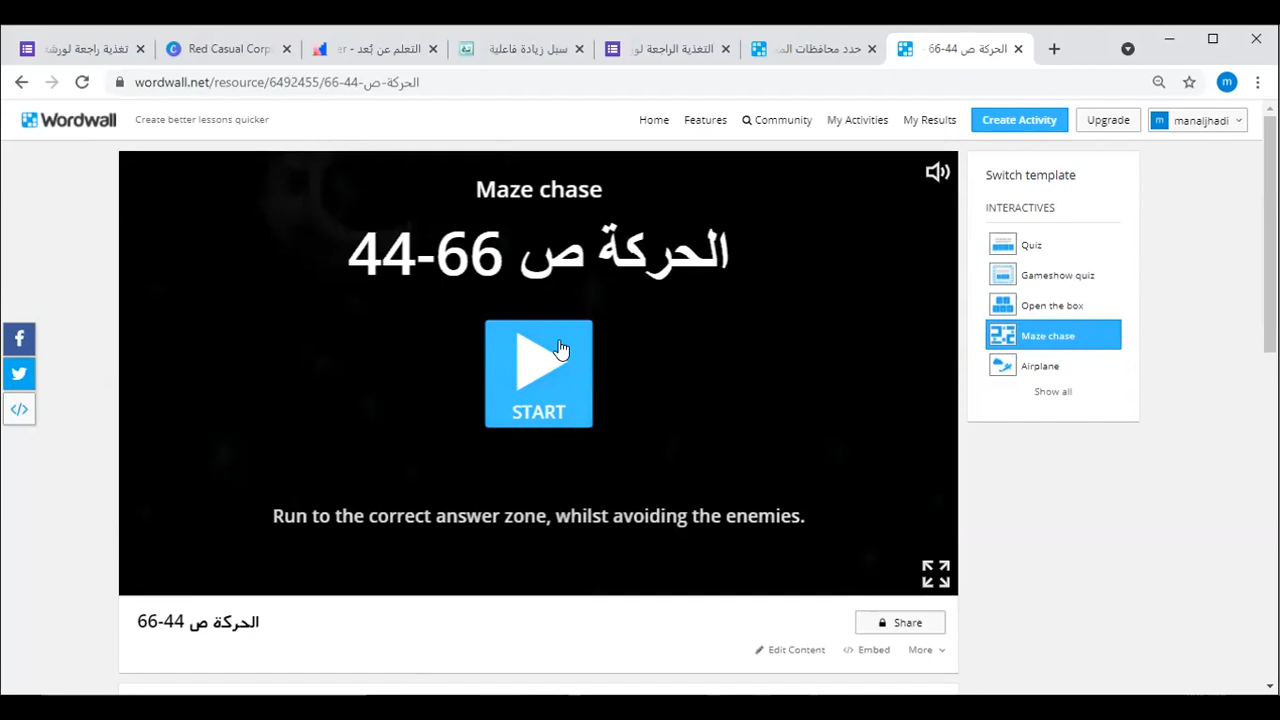 تغذية راجعة لورشة
Red Casual Corp
التعلم عن بُعد - er
سبل زيادة فاعلية
التغذية الراجعة لو
حدد محافظات الم
الحركة ص 44-66
wordwall.net/resource/6492455/66-44-الحركة-ص
m
Wordwall
Create better lessons quicker
Home
Features
Community
My Activities
My Results
Create Activity
Upgrade
m manaljhadi
Maze chase
الحركة ص 66-44
START
Run to the correct answer zone, whilst avoiding the enemies.
Switch template
INTERACTIVES
Quiz
Gameshow quiz
Open the box
Maze chase
Airplane
Show all
f
</>
الحركة ص 44-66
Share
Edit Content
</> Embed
More